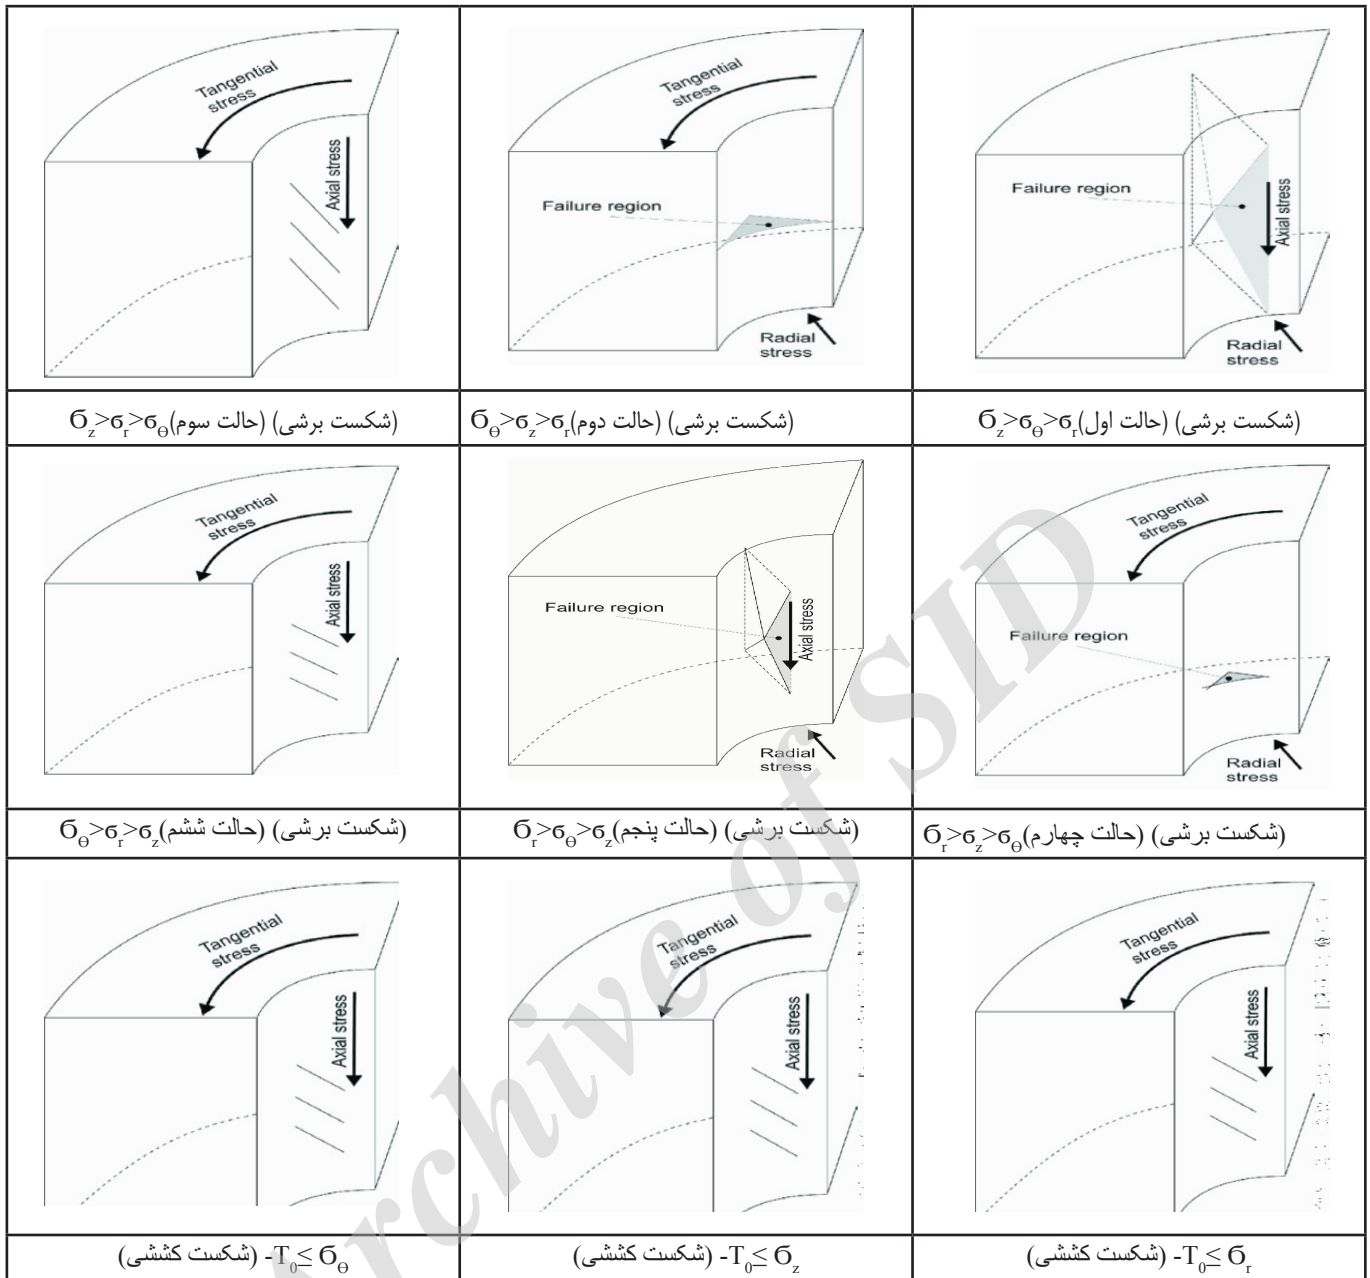 Tangential
stress
Axial stress
Tangential
stress
Failure region
Radial
stress
Failure region
Axial stress
Radial
stress
(شکست برشی) (حالت سوم)σz>σr>σθ
(شکست برشی) (حالت دوم)σθ>σz>σr
(شکست برشی) (حالت اول)σz>σθ>σr
Tangential
stress
Axial stress
Failure region
Axial stress
Radial
stress
Tangential
stress
Failure region
Radial
stress
(شکست برشی) (حالت ششم)σθ>σr>σz
(شکست برشی) (حالت پنجم)σr>σθ>σz
(شکست برشی) (حالت چهارم)σr>σz>σθ
Tangential
stress
Axial stress
Tangential
stress
Axial stress
Tangential
stress
Axial stress
(شکست کششی) -T0≤ σθ
(شکست کششی) -T0≤ σz
(شکست کششی) -T0≤ σr
Archive of SID